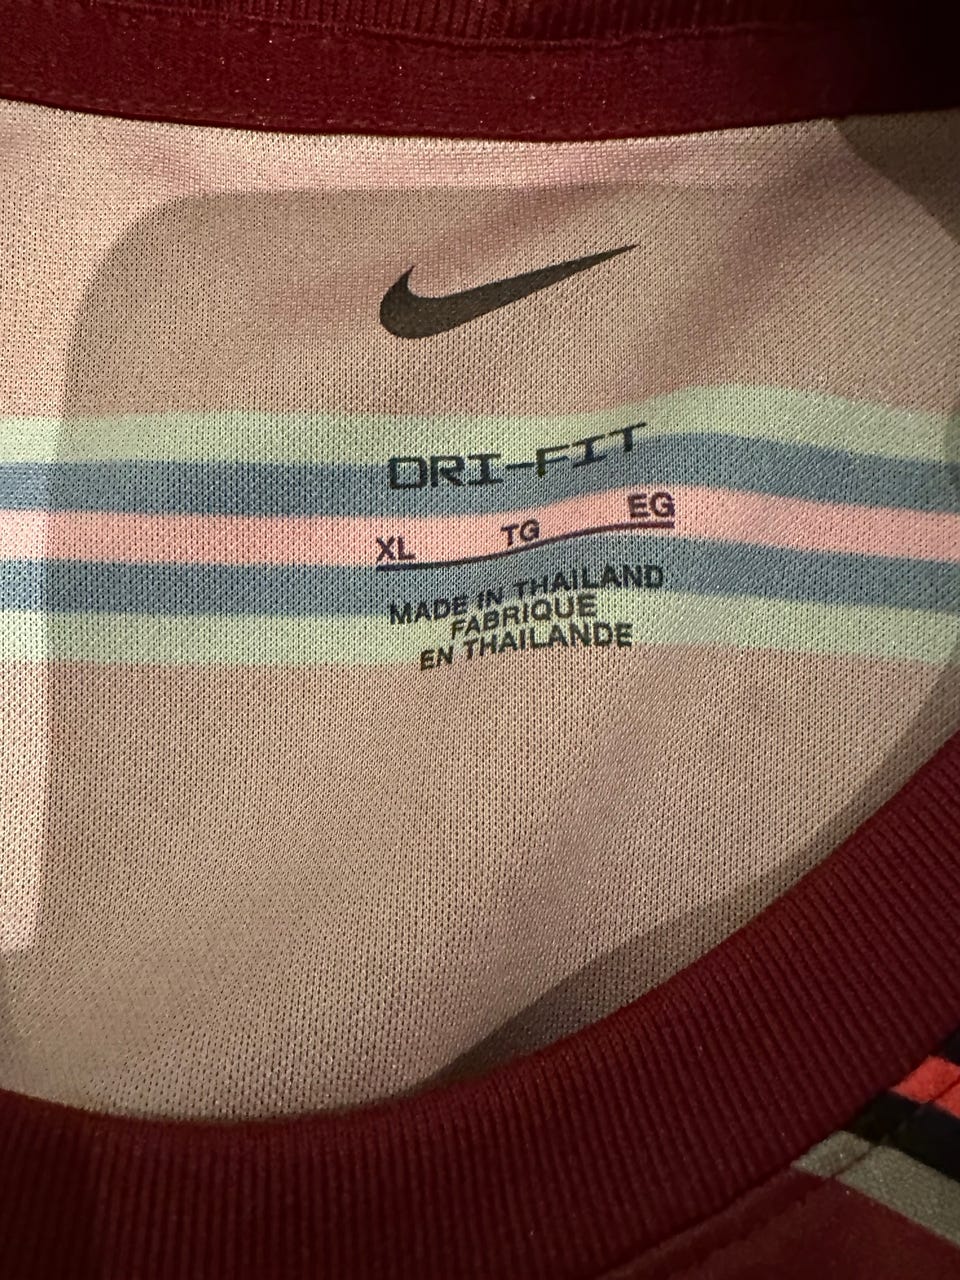 DRI-FIT
XL TG EG
MADE IN THAILAND
FABRIQUE
EN THAILANDE